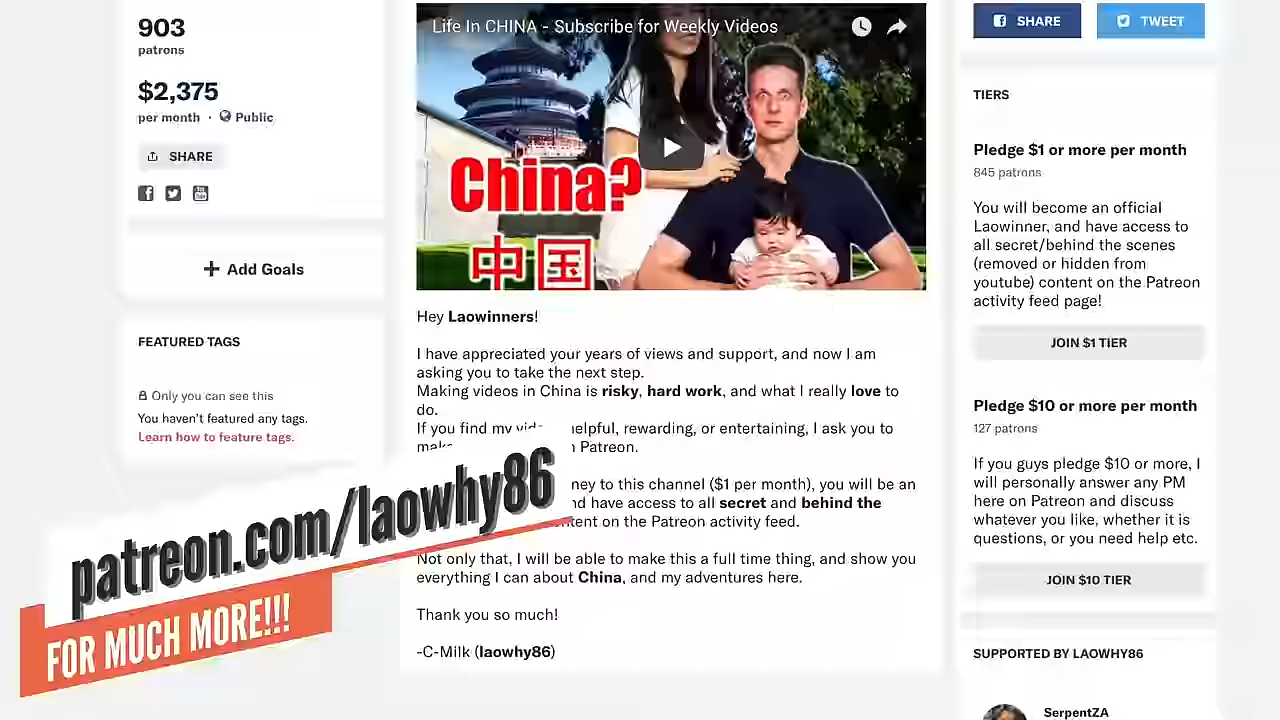 903
patrons
$2,375
per month · Public
SHARE
Add Goals
FEATURED TAGS
Only you can see this
You haven't featured any tags.
Learn how to feature tags.
Life In CHINA - Subscribe for Weekly Videos
China?
中国
Hey Laowinners!
I have appreciated your years of views and support, and now I am
asking you to take the next step.
Making videos in China is risky, hard work, and what I really love to
do.
If you find my helpful, rewarding, or entertaining, I ask you to
Patreon.
to this channel ($1 per month), you will be an
have access to all secret and behind the
on the Patreon activity feed.
Not only that, I will be able to make this a full time thing, and show you
everything I can about China, and my adventures here.
Thank you so much!
-C-Milk (laowhy86)
patreon.com/laowhy86
FOR MUCH MORE!!!
SHARE
TWEET
TIERS
Pledge $1 or more per month
845 patrons
You will become an official
Laowinner, and have access to
all secret/behind the scenes
(removed or hidden from
youtube) content on the Patreon
activity feed page!
JOIN $1 TIER
Pledge $10 or more per month
127 patrons
If you guys pledge $10 or more, I
will personally answer any PM
here on Patreon and discuss
whatever you like, whether it is
questions, or you need help etc.
JOIN $10 TIER
SUPPORTED BY LAOWHY86
SerpentZA